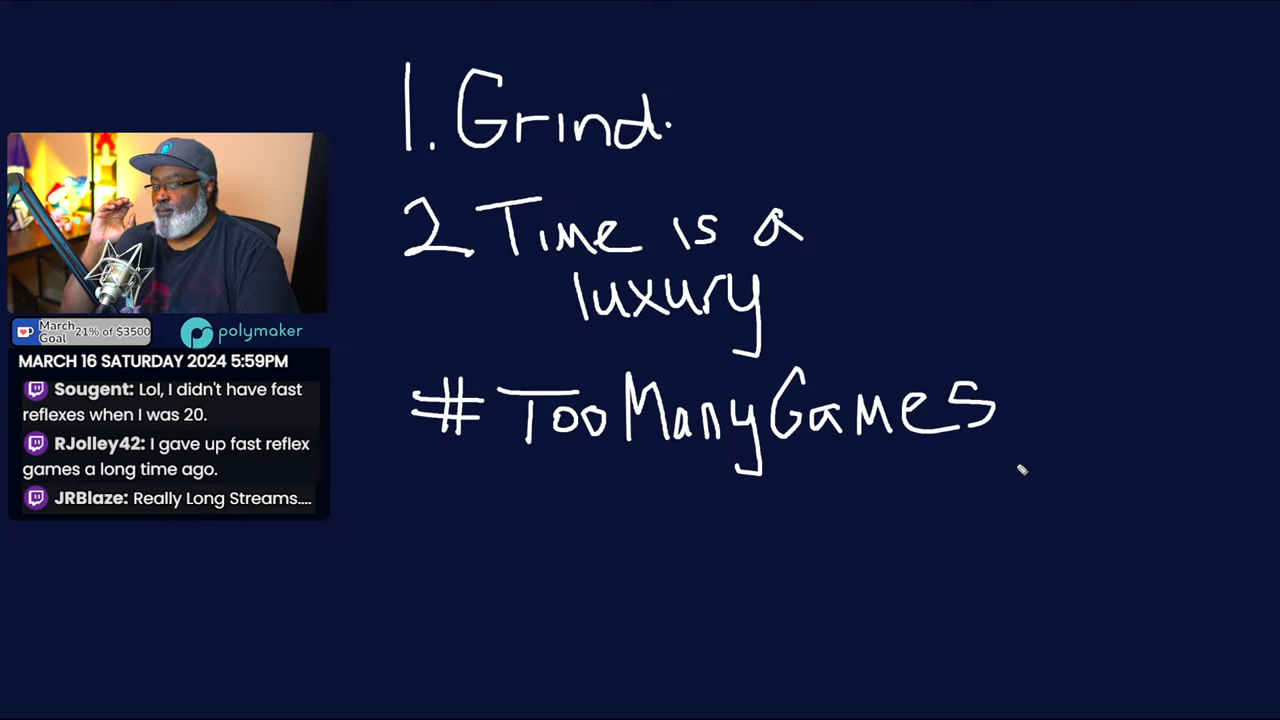 1. Grind.
2. Time is a
luxury
#TooManyGames
March
Goal
21% of $3500
polymaker
MARCH 16 SATURDAY 2024 5:59PM
Sougent: Lol, I didn't have fast
reflexes when I was 20.
RJolley42: I gave up fast reflex
games a long time ago.
JRBlaze: Really Long Streams....